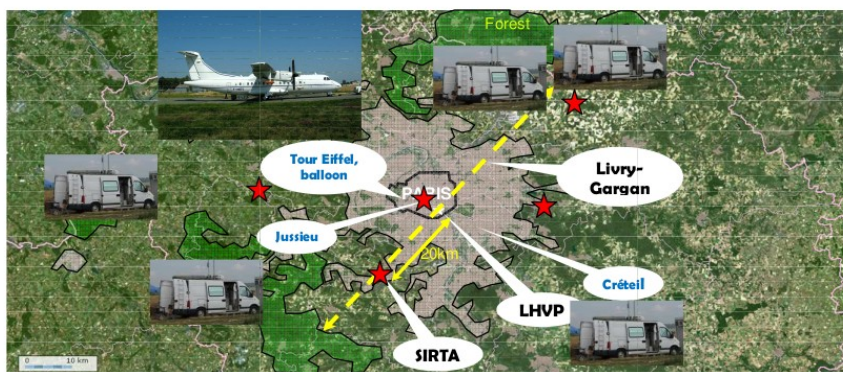 Forest
Tour Eiffel,
balloon
PARIS
Livry-
Gargan
Jussieu
20km
Créteil
LHVP
SIRTA
0 10 km